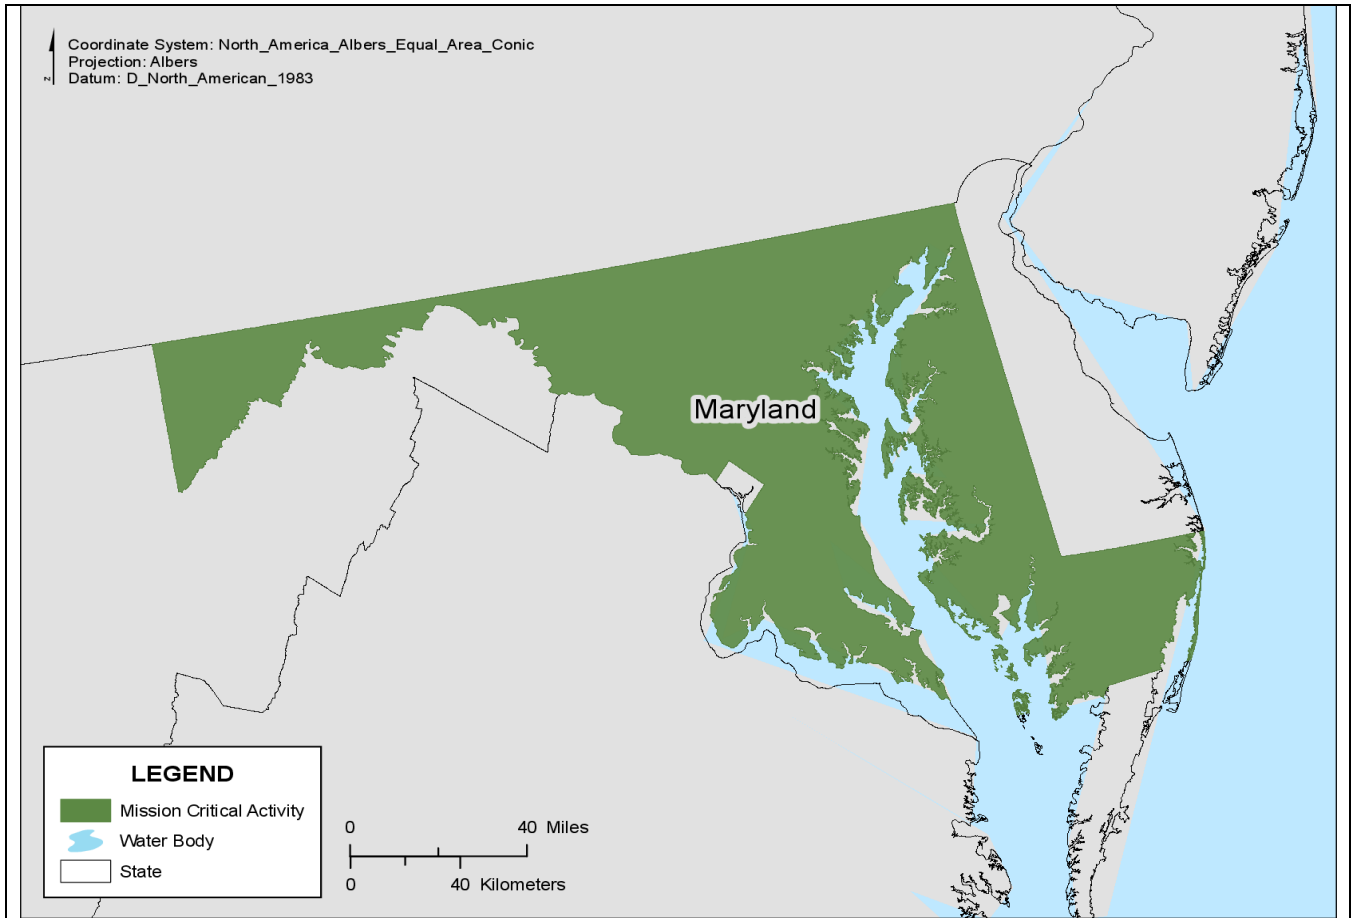 Coordinate System: North_America_Albers_Equal_Area_Conic
Projection: Albers
Datum: D_North_American_1983
z
Maryland
LEGEND
Mission Critical Activity
Water Body
State
0 40 Miles
0 40 Kilometers